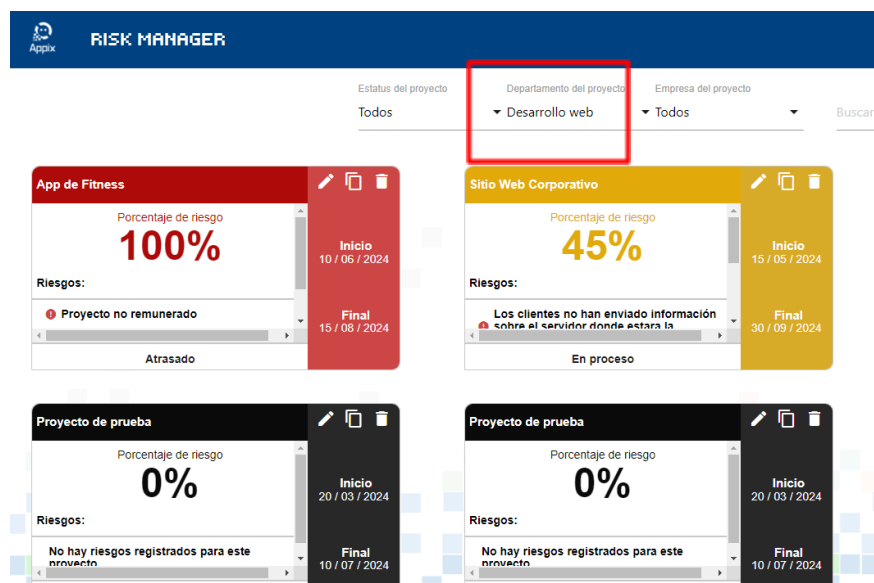 Appix
RISK MANAGER
Estatus del proyecto
Todos
Departamento del proyecto
Desarrollo web
Empresa del proyecto
Todos
Buscar
App de Fitness
Porcentaje de riesgo
100%
Riesgos:
Proyecto no remunerado
Atrasado
Inicio
10 / 06 / 2024
Final
15 / 08 / 2024
Sitio Web Corporativo
Porcentaje de riesgo
45%
Riesgos:
Los clientes no han enviado información
sobre el servidor donde estara la
En proceso
Inicio
15 / 05 / 2024
Final
30 / 09 / 2024
Proyecto de prueba
Porcentaje de riesgo
0%
Riesgos:
No hay riesgos registrados para este
proyecto
Inicio
20 / 03 / 2024
Final
10 / 07 / 2024
Proyecto de prueba
Porcentaje de riesgo
0%
Riesgos:
No hay riesgos registrados para este
proyecto
Inicio
20 / 03 / 2024
Final
10 / 07 / 2024